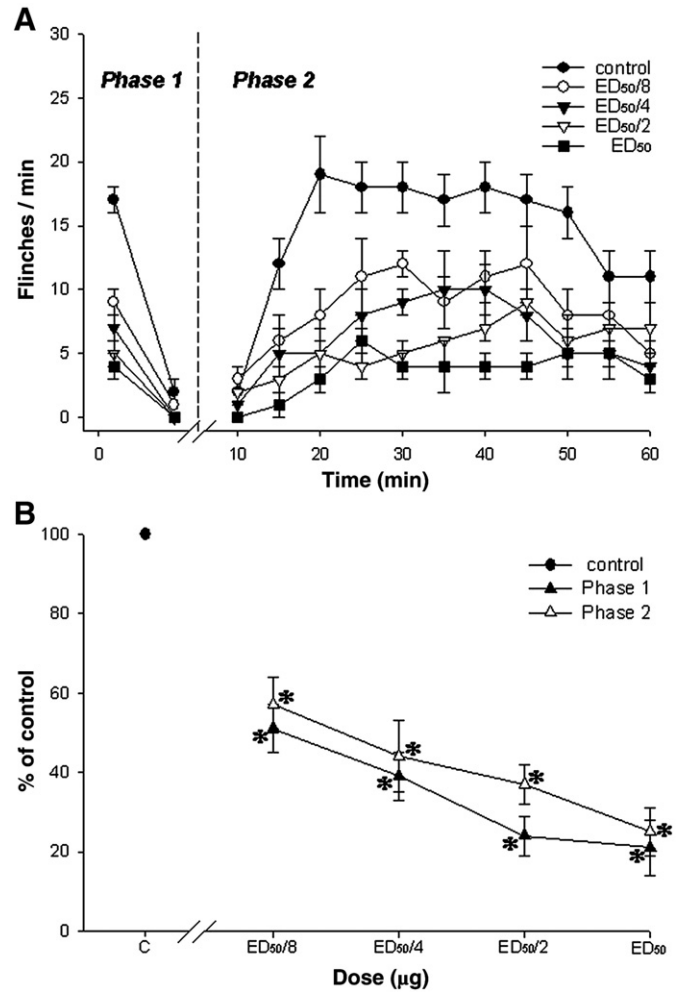 A
30
25
20
15
10
5
0
Flinches / min
Phase 1
Phase 2
control
ED50/8
ED50/4
ED50/2
ED50
0
10
20
30
40
50
60
Time (min)
B
100
80
60
40
20
0
% of control
control
Phase 1
Phase 2
*
*
*
*
*
*
*
*
C
ED50/8
ED50/4
ED50/2
ED50
Dose (μg)